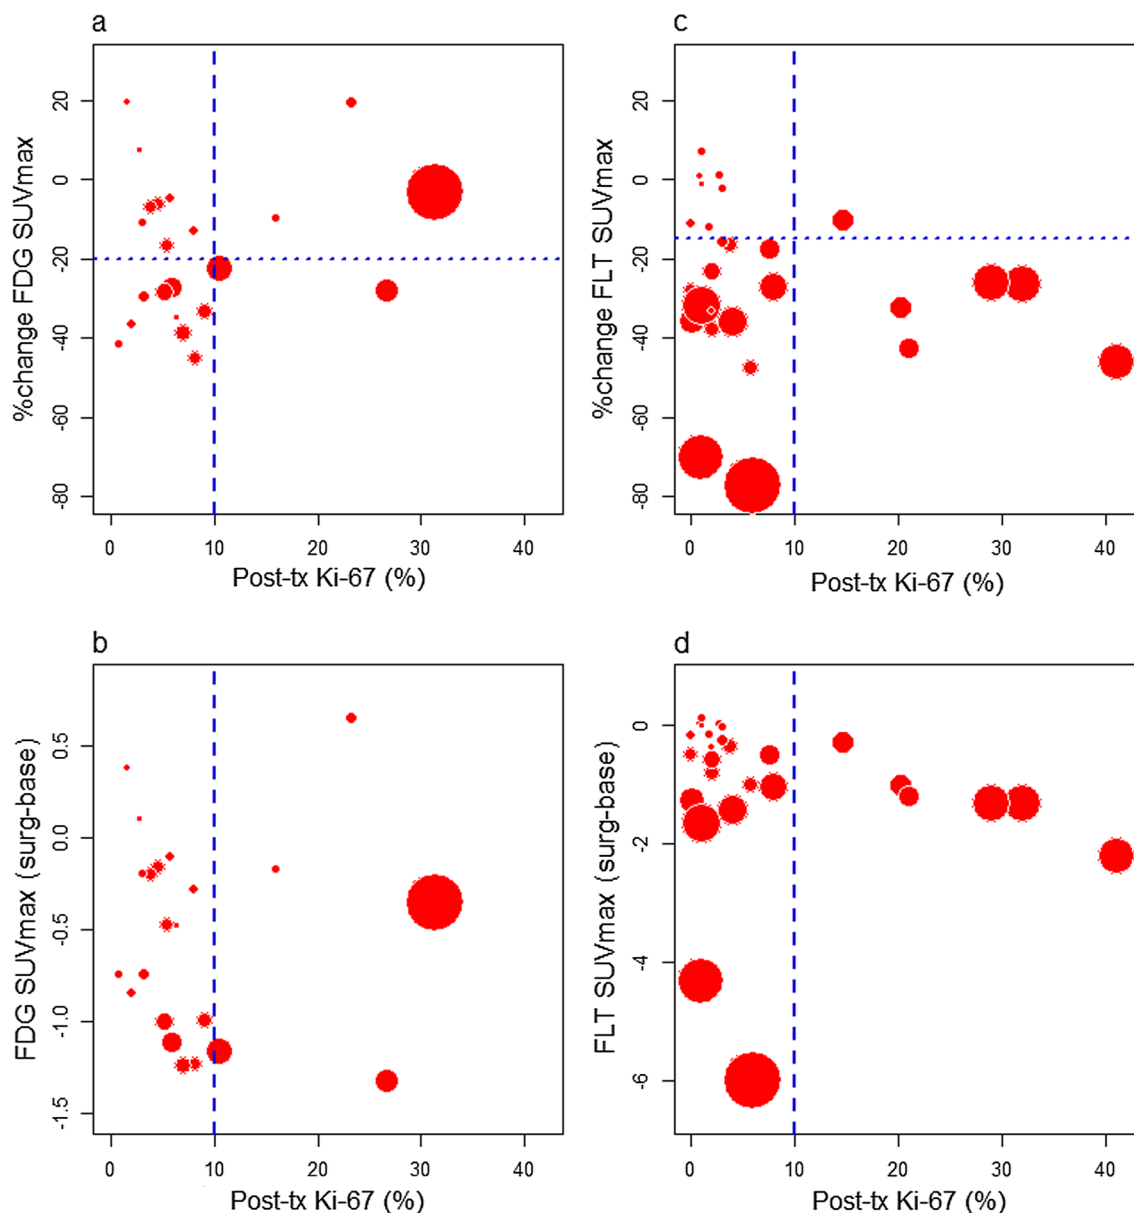 a
%change FDG SUVmax
20
0
-20
-40
-60
-80
0 10 20 30 40
Post-tx Ki-67 (%)
c
%change FLT SUVmax
20
0
-20
-40
-60
-80
0 10 20 30 40
Post-tx Ki-67 (%)
b
FDG SUVmax (surg-base)
0.5
0.0
-0.5
-1.0
-1.5
0 10 20 30 40
Post-tx Ki-67 (%)
d
FLT SUVmax (surg-base)
0
-2
-4
-6
0 10 20 30 40
Post-tx Ki-67 (%)